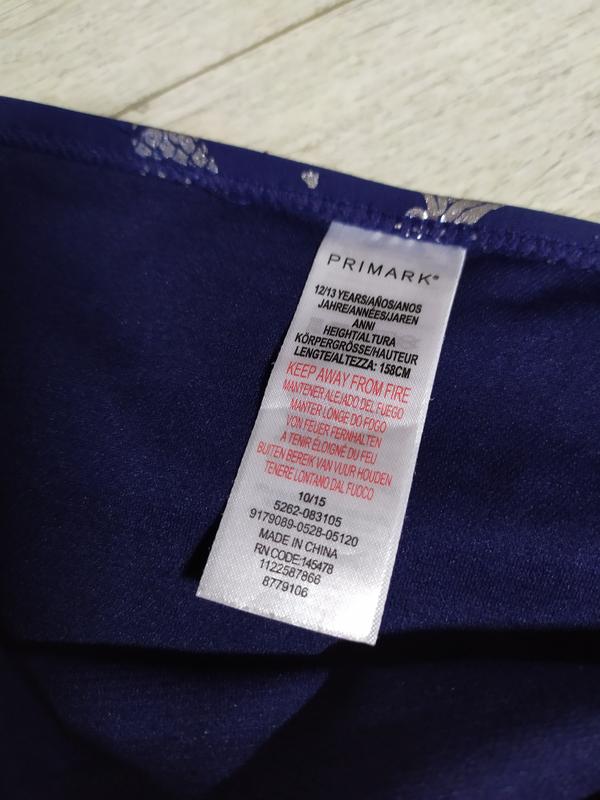 PRIMARK®
12/13 YEARS/AÑOS/ANOS
JAHRE/ANNÉES/JAREN
ANNI
HEIGHT/ALTURA
KÖRPERGRÖSSE/HAUTEUR
LENGTE/ALTEZZA: 158CM
KEEP AWAY FROM FIRE
MANTENER ALEJADO DEL FUEGO
MANTER LONGE DO FOGO
VON FEUER FERNHALTEN
A TENIR ÉLOIGNÉ DU FEU
BUITEN BEREIK VAN VUUR HOUDEN
TENERE LONTANO DAL FUOCO
10/15
5262-083105
9179089-0528-05120
MADE IN CHINA
RN CODE:145478
1122587866
8779106